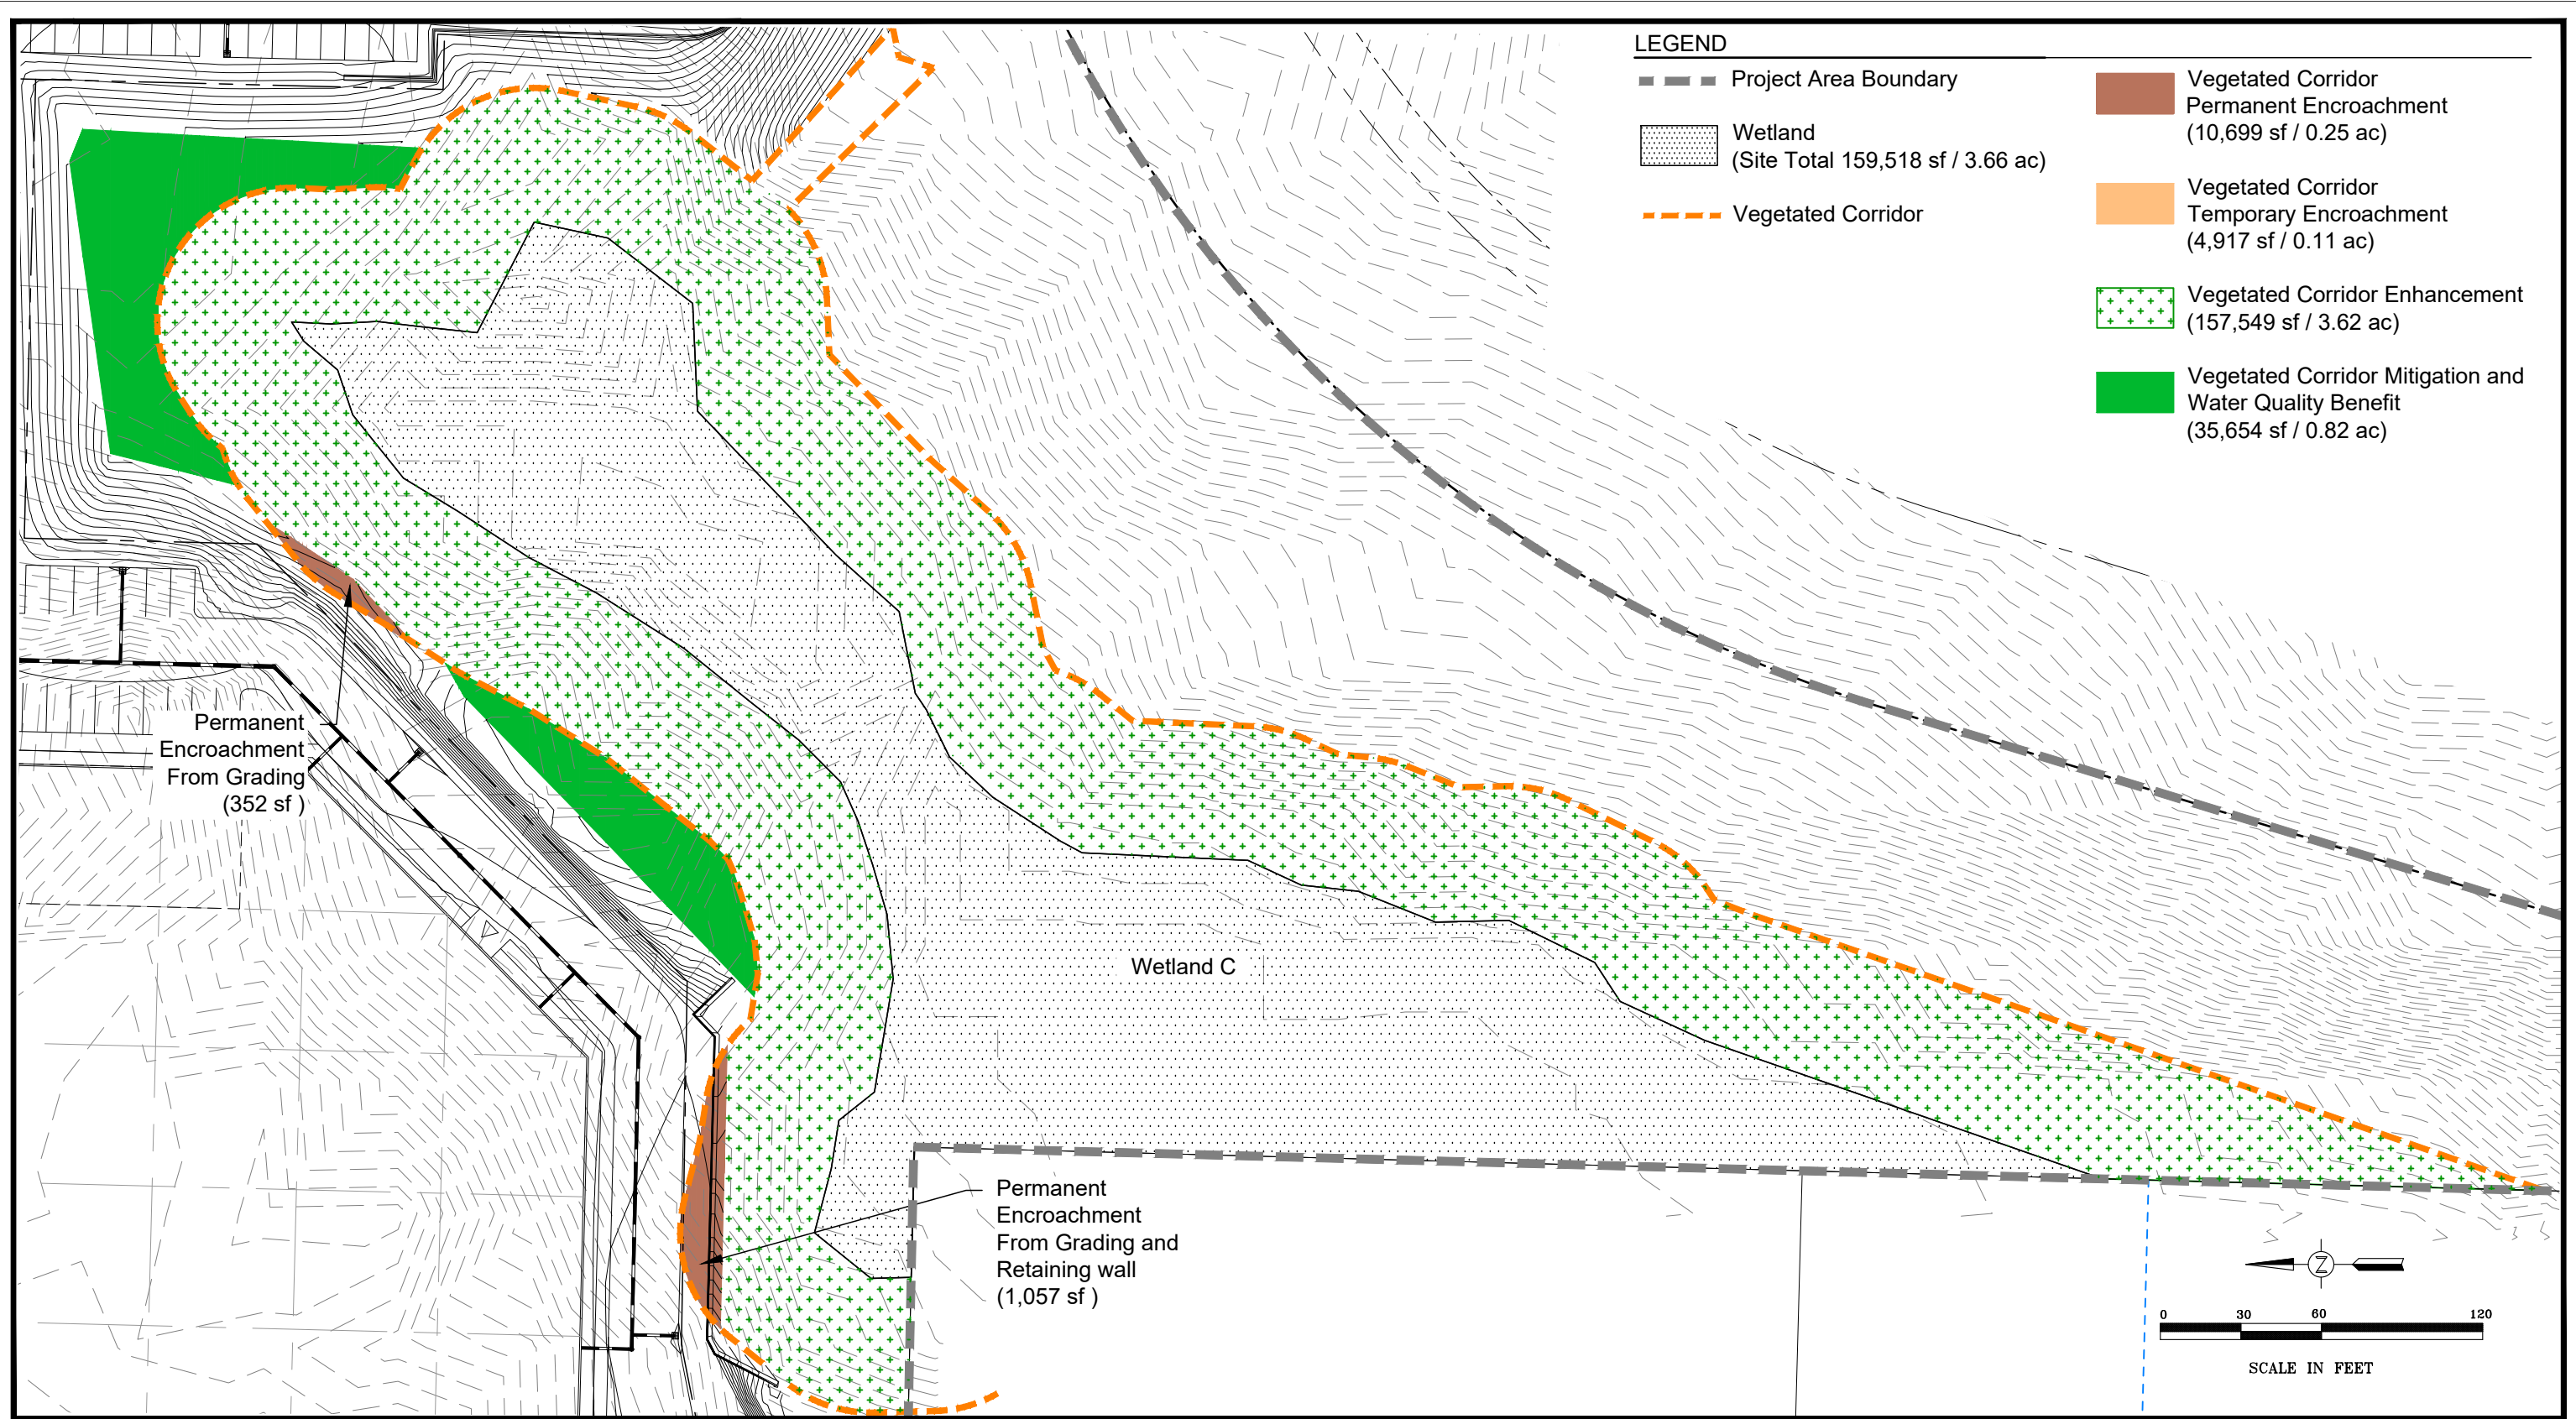 LEGEND
Project Area Boundary
Wetland
(Site Total 159,518 sf / 3.66 ac)
Vegetated Corridor
Vegetated Corridor
Permanent Encroachment
(10,699 sf / 0.25 ac)
Vegetated Corridor
Temporary Encroachment
(4,917 sf / 0.11 ac)
Vegetated Corridor Enhancement
(157,549 sf / 3.62 ac)
Vegetated Corridor Mitigation and
Water Quality Benefit
(35,654 sf / 0.82 ac)
Permanent
Encroachment
From Grading
(352 sf )
Wetland C
Permanent
Encroachment
From Grading and
Retaining wall
(1,057 sf )
Z
0 30 60 120
SCALE IN FEET